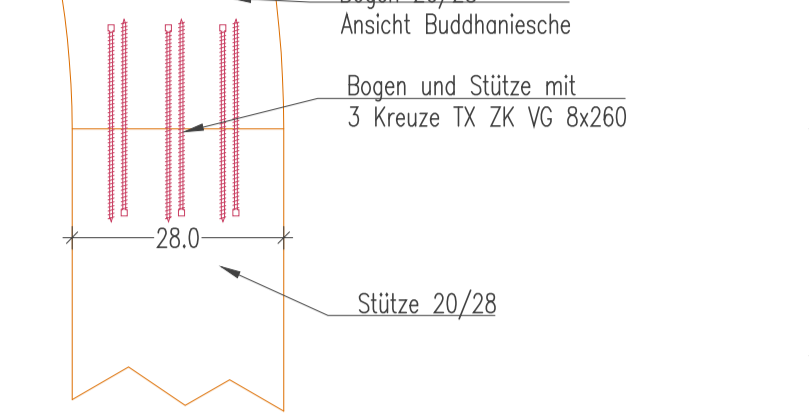 Ansicht Buddhaniesche
Bogen und Stütze mit
3 Kreuze TX ZK VG 8x260
28.0
Stütze 20/28